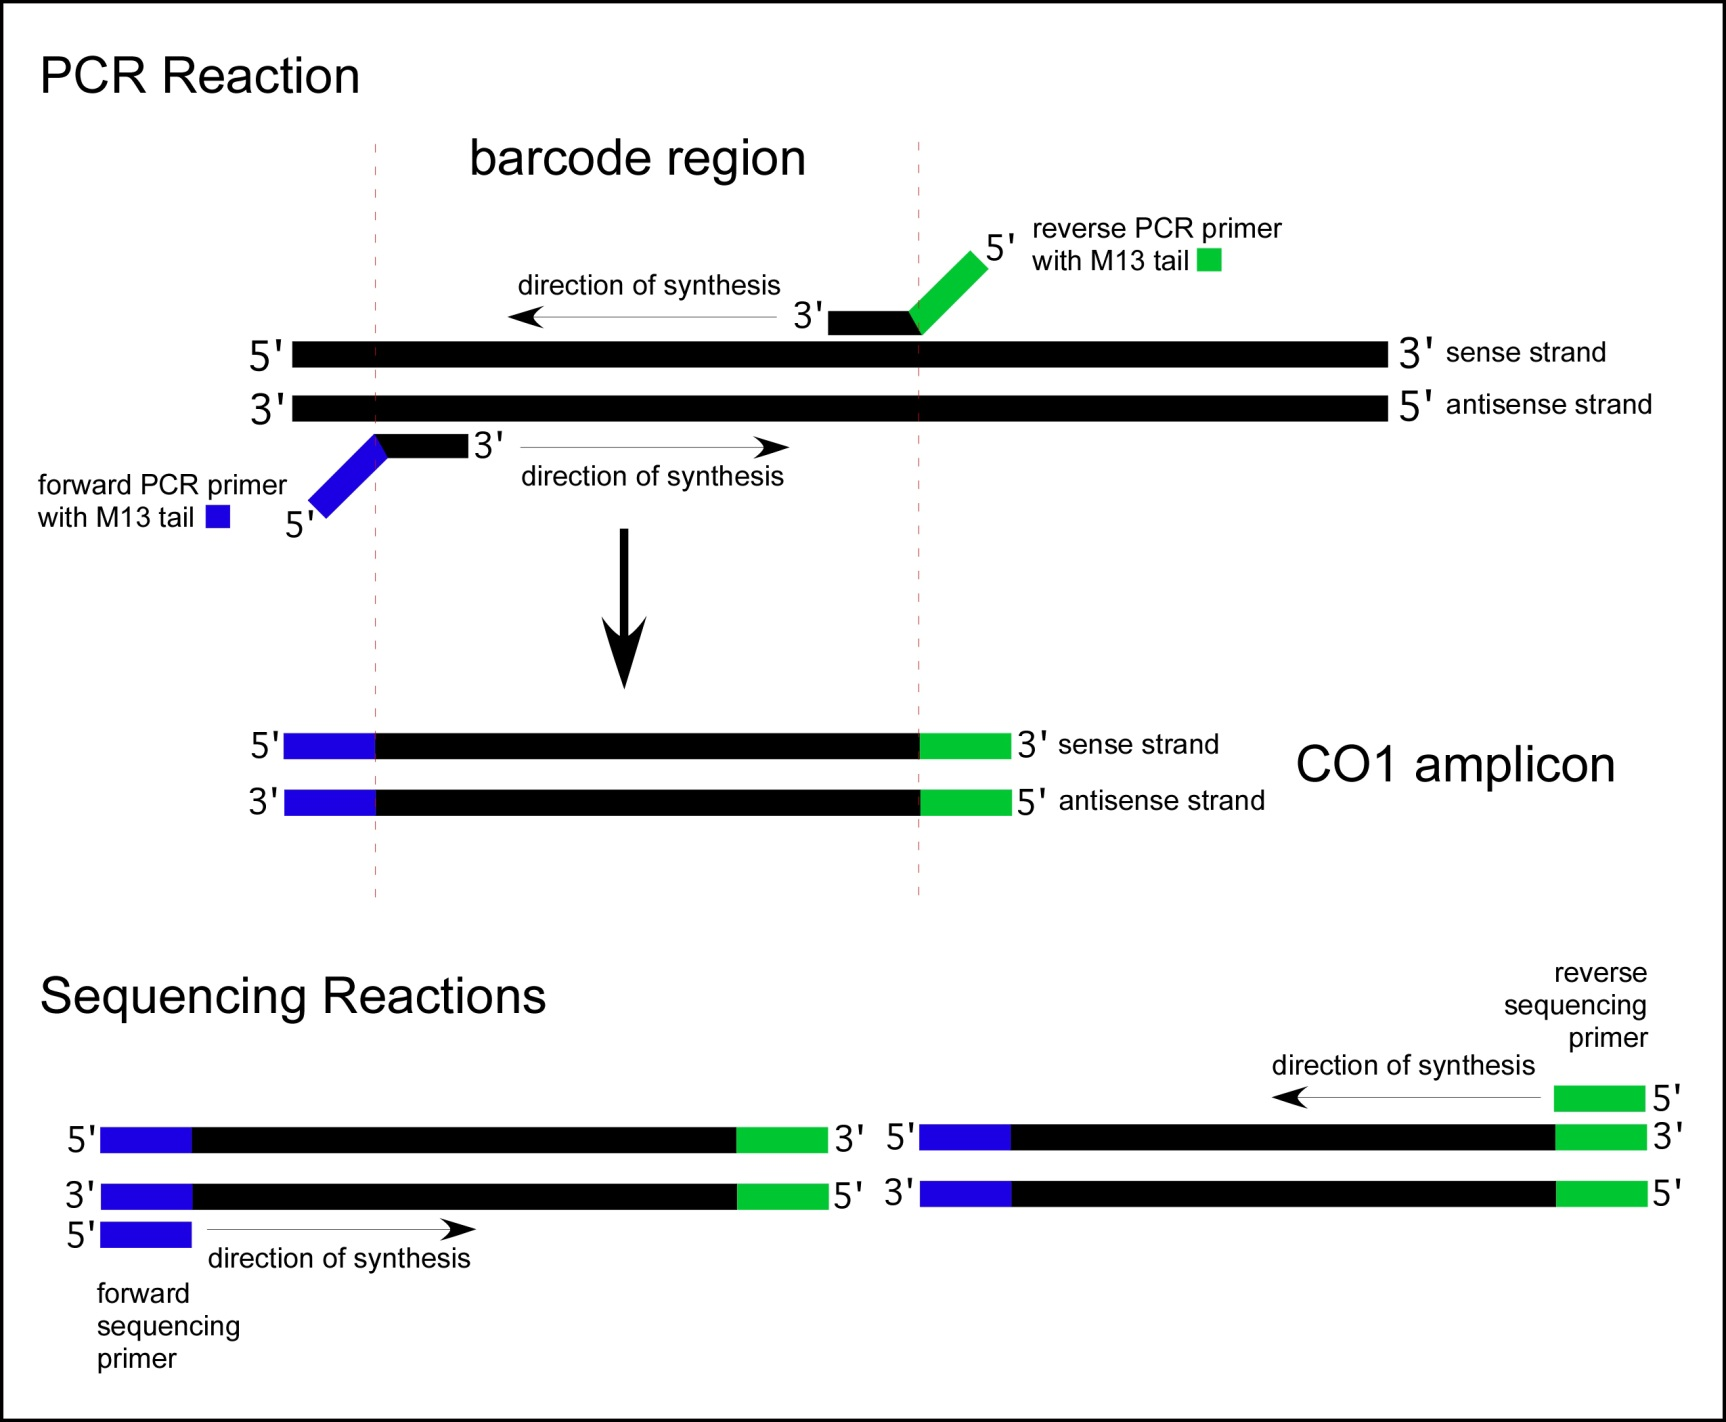 PCR Reaction
barcode region
reverse PCR primer
with M13 tail
5'
direction of synthesis
3'
5'
3' sense strand
3'
5' antisense strand
3'
direction of synthesis
forward PCR primer
with M13 tail
5'
5'
3' sense strand
3'
5' antisense strand
CO1 amplicon
Sequencing Reactions
reverse
sequencing
primer
direction of synthesis
5'
5'
3'
5'
3'
3'
5'
3'
5'
5'
direction of synthesis
forward
sequencing
primer